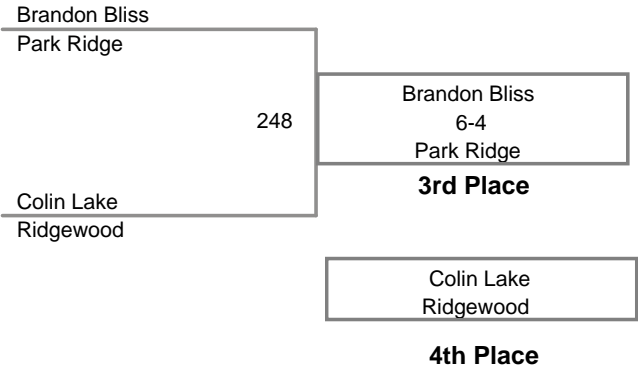 Brandon Bliss
Park Ridge
248
Brandon Bliss
6-4
Park Ridge
3rd Place
Colin Lake
Ridgewood
Colin Lake
Ridgewood
4th Place